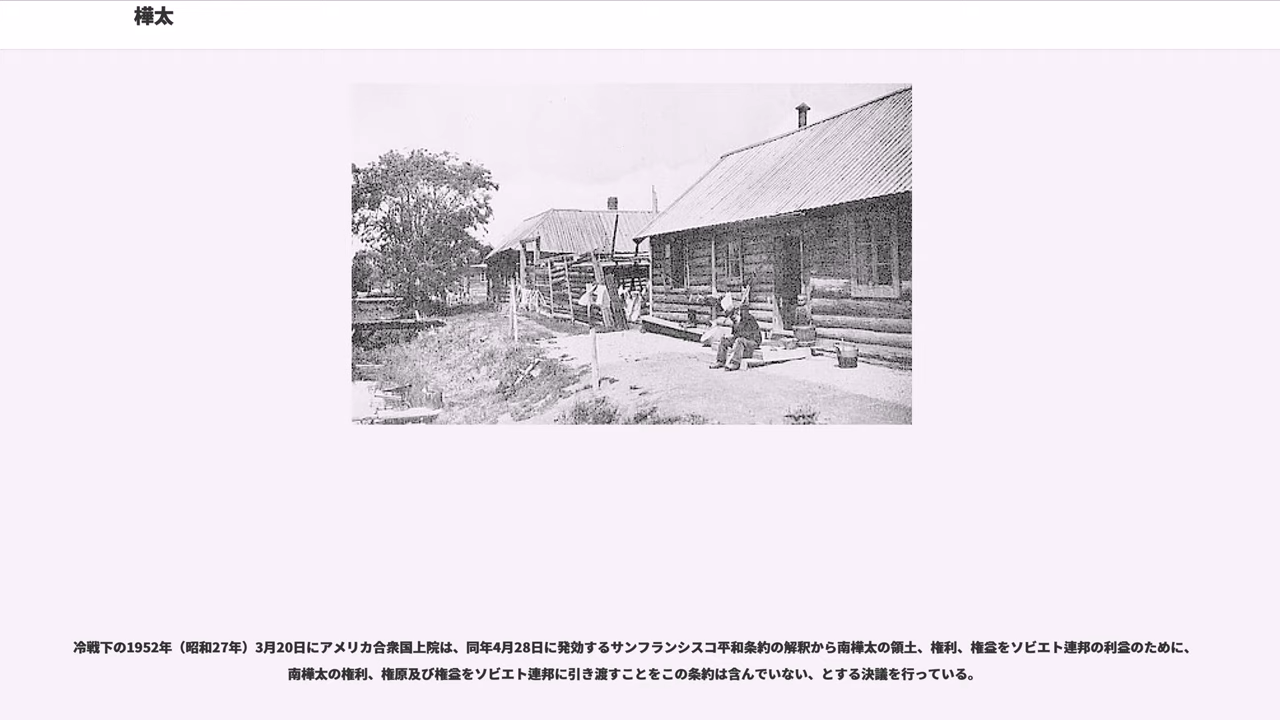 樺太
冷戦下の1952年（昭和27年）3月20日にアメリカ合衆国上院は、同年4月28日に発効するサンフランシスコ平和条約の解釈から南樺太の領土、権利、権益をソビエト連邦の利益のために、
南樺太の権利、権原及び権益をソビエト連邦に引き渡すことをこの条約は含んでいない、とする決議を行っている。